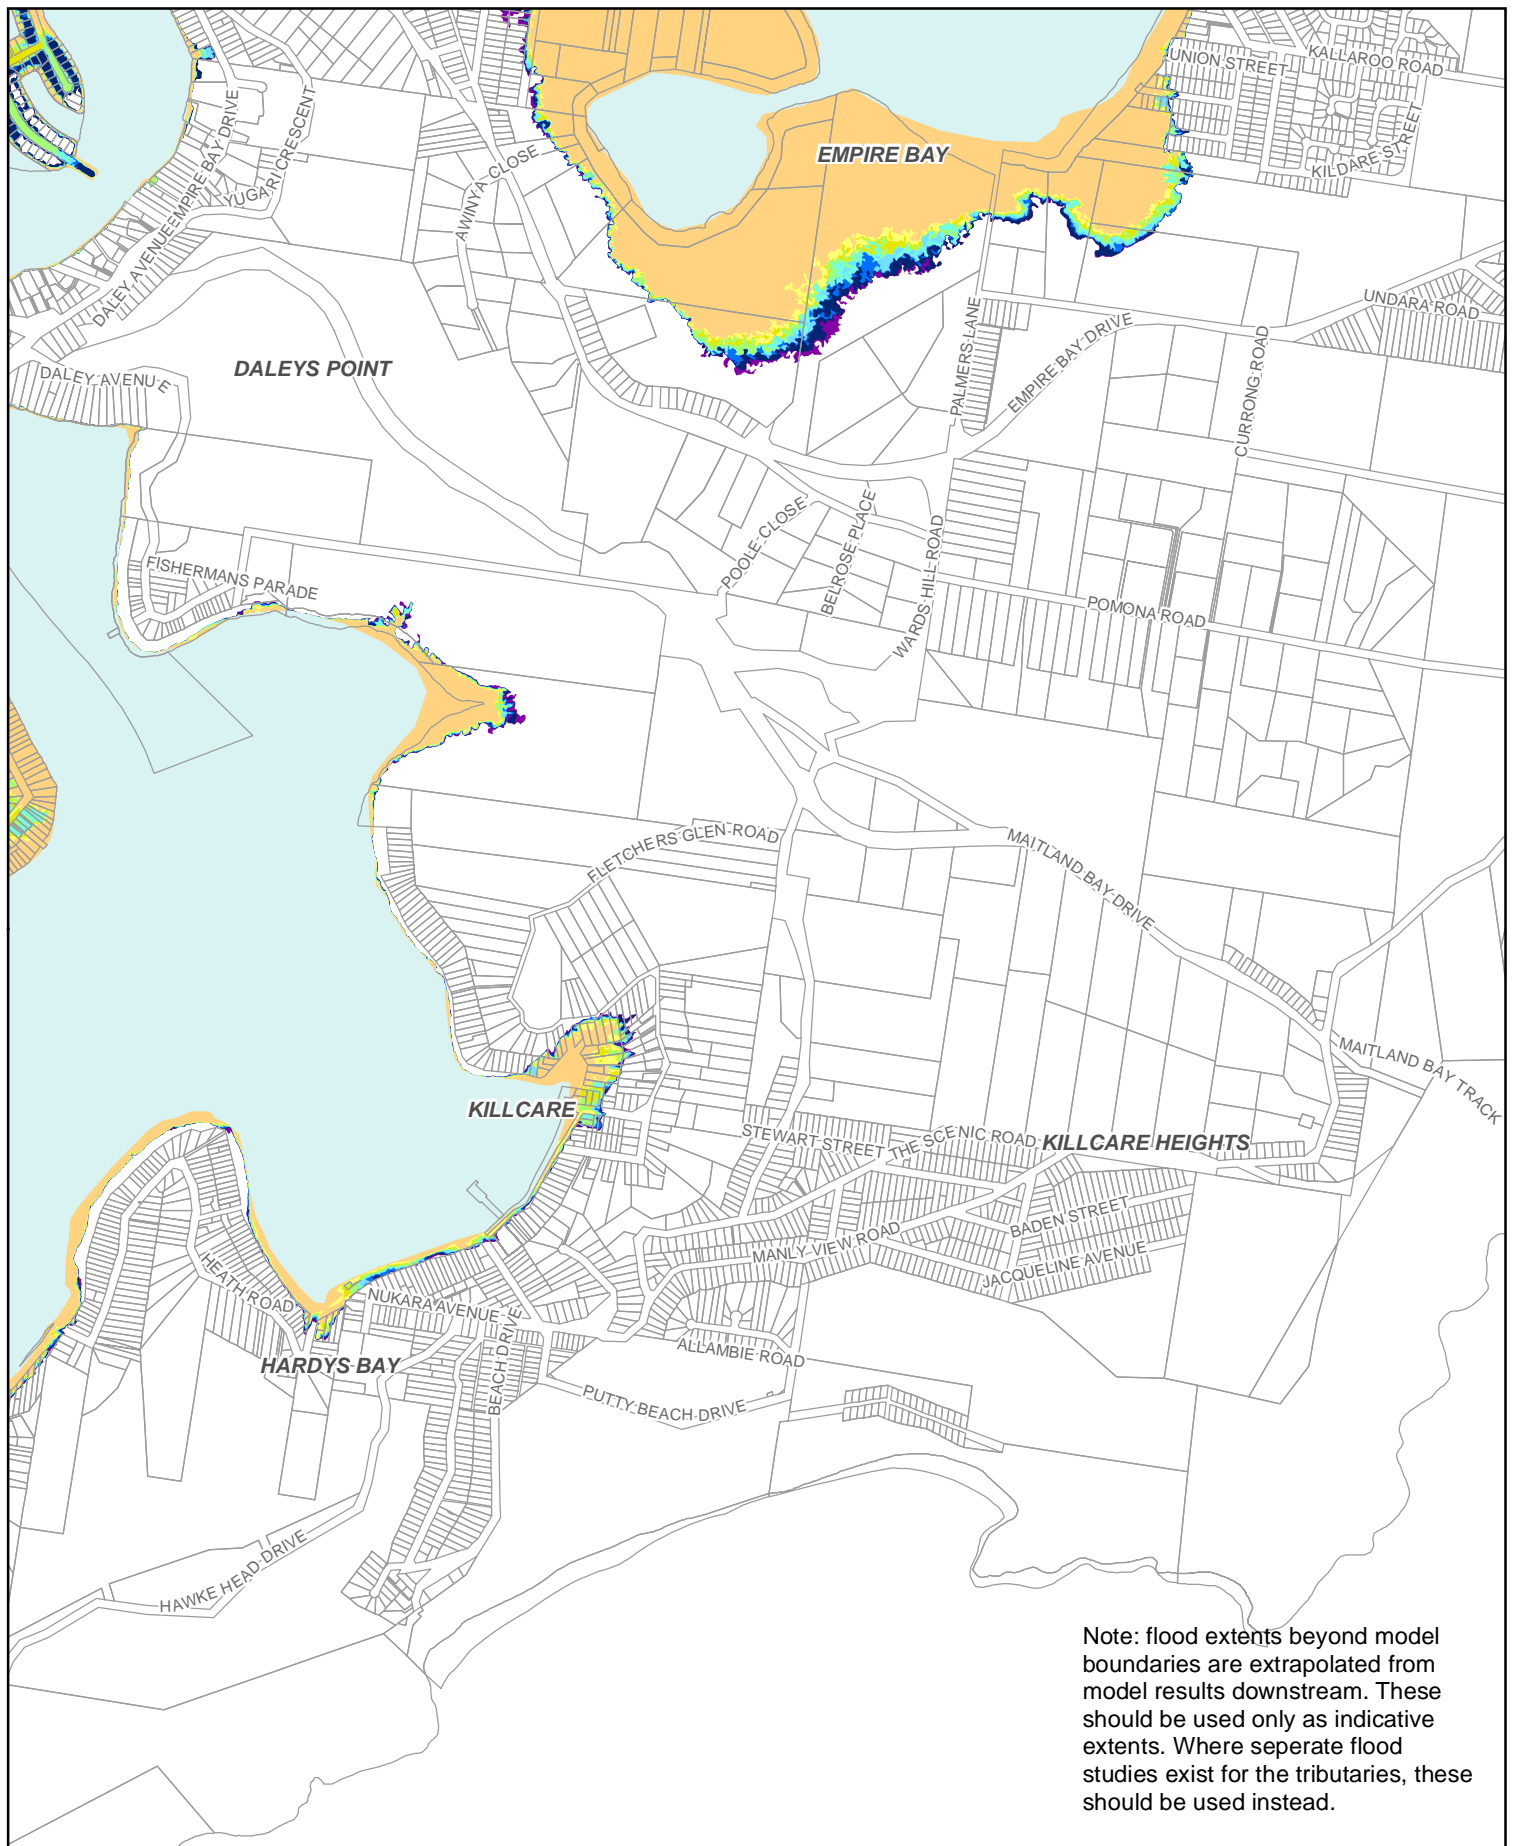 KALLAROO ROAD
UNION STREET
EMPIRE BAY
KILDARE STREET
EMPIRE BAY DRIVE
YUGARI CRESCENT
AWINYA CLOSE
DALEY AVENUE
UNDARA ROAD
DALEYS POINT
PALMERS LANE
EMPIRE BAY DRIVE
CURRONG ROAD
DALEY AVENUE
POOLE CLOSE
BELROSE PLACE
WARDS HILL ROAD
FISHERMANS PARADE
POMONA ROAD
FLETCHERS GLEN ROAD
MAITLAND BAY DRIVE
MAITLAND BAY TRACK
KILLCARE
STEWART STREET
THE SCENIC ROAD
KILLCARE HEIGHTS
BADEN STREET
MANLY VIEW ROAD
JACQUELINE AVENUE
HEATH ROAD
NUKARA AVENUE
BEACH DRIVE
ALLAMBIE ROAD
HARDYS BAY
PUTTY BEACH DRIVE
HAWKE HEAD DRIVE
Note: flood extents beyond model
boundaries are extrapolated from
model results downstream. These
should be used only as indicative
extents. Where seperate flood
studies exist for the tributaries, these
should be used instead.